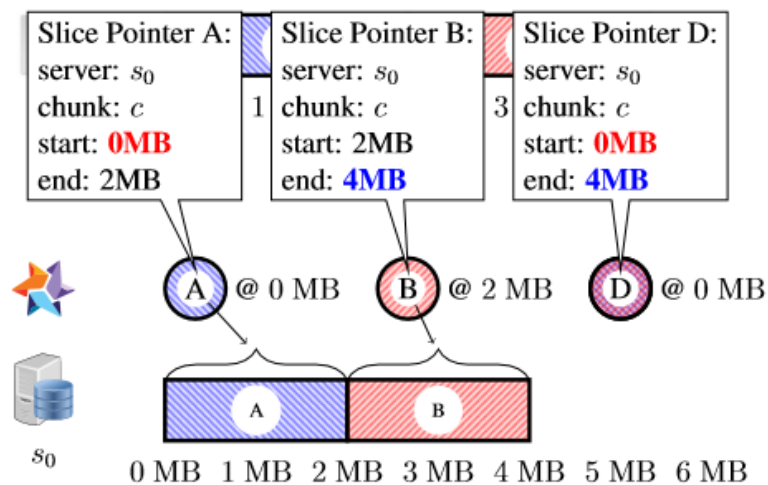 Slice Pointer A:
server: s₀
chunk: c
start: 0MB
end: 2MB
1
Slice Pointer B:
server: s₀
chunk: c
start: 2MB
end: 4MB
3
Slice Pointer D:
server: s₀
chunk: c
start: 0MB
end: 4MB
A @ 0 MB
B @ 2 MB
D @ 0 MB
A
B
s₀
0 MB 1 MB 2 MB 3 MB 4 MB 5 MB 6 MB